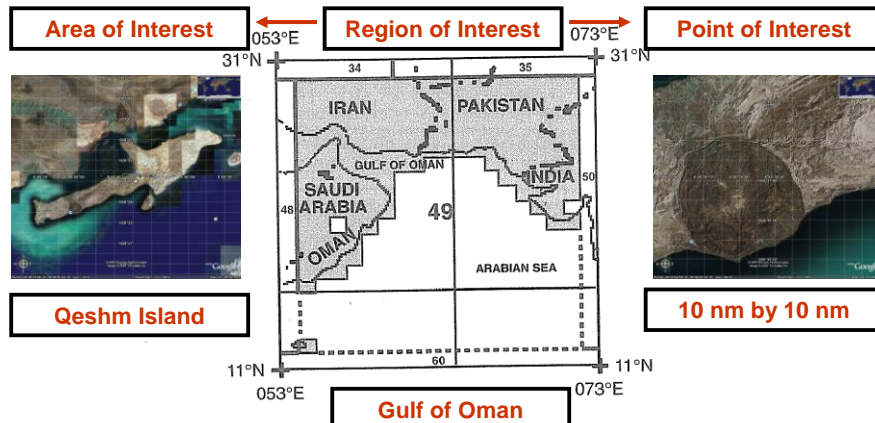 Area of Interest
Region of Interest
Point of Interest
053°E
073°E
31°N
31°N
34
35
IRAN
PAKISTAN
GULF OF OMAN
SAUDI
ARABIA
INDIA
50
48
49
OMAN
ARABIAN SEA
60
11°N
11°N
053°E
073°E
Google
Google
Qeshm Island
10 nm by 10 nm
Gulf of Oman